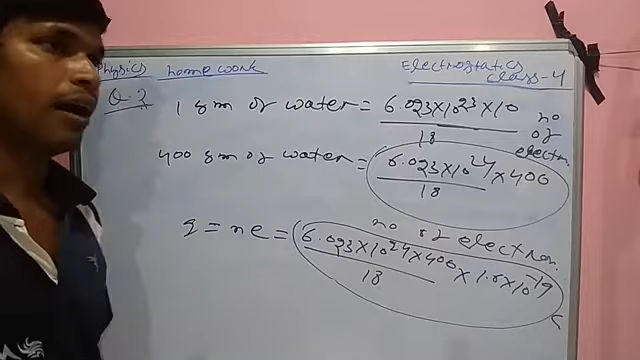 Physics home work
Electrostatics
class-4
Q.2
1 gm of water = 6.023×10²³×10 / 18
no of electn.
400 gm of water = 6.023×10²⁴ / 18 ×400
no of electron.
q = ne = 6.023×10²⁴×400 / 18 × 1.6×10⁻¹⁹
c